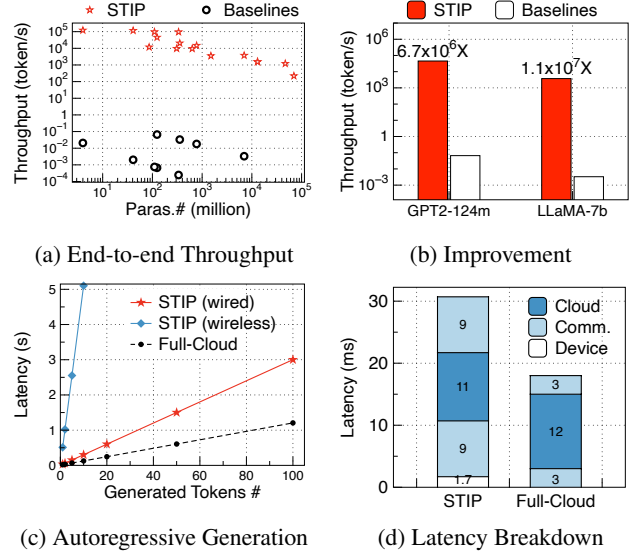 STIP Baselines
Throughput (token/s)
10^5
10^4
10^3
10^2
10
1
10^-1
10^-2
10^-3
10^-4
10 10^2 10^3 10^4 10^5
Paras.# (million)
(a) End-to-end Throughput
STIP Baselines
Throughput (token/s)
10^6
10^3
1
10^-3
6.7x10^6X
1.1x10^7X
GPT2-124m LLaMA-7b
(b) Improvement
Latency (s)
5
4
3
2
1
0
STIP (wired)
STIP (wireless)
Full-Cloud
0 20 40 60 80 100
Generated Tokens #
(c) Autoregressive Generation
Latency (ms)
30
20
10
0
Cloud
Comm.
Device
9
11
9
1.7
3
12
3
STIP Full-Cloud
(d) Latency Breakdown